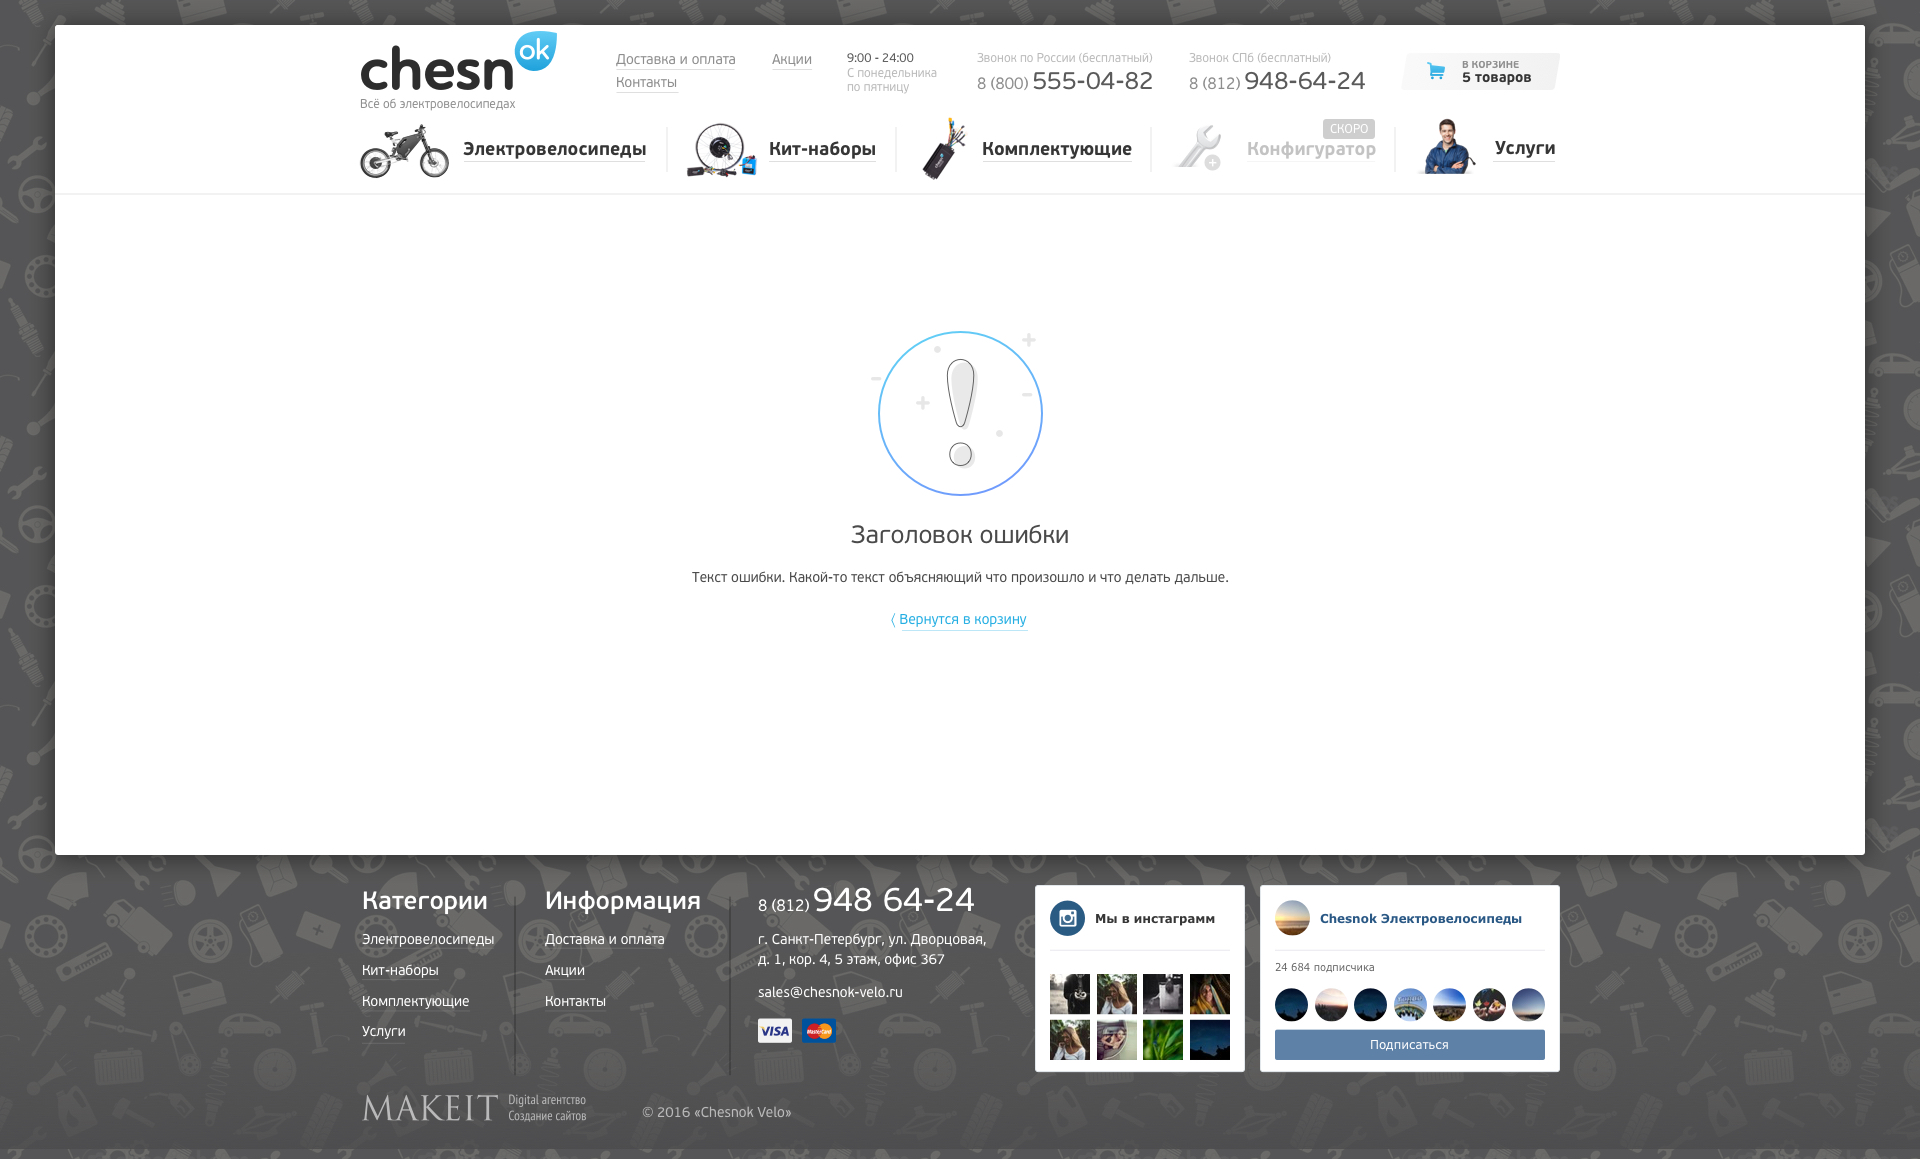 chesn ok
Всё об электровелосипедах
Доставка и оплата
Контакты
Акции
9:00 - 24:00
С понедельника
по пятницу
Звонок по России (бесплатный)
8 (800) 555-04-82
Звонок СПб (бесплатный)
8 (812) 948-64-24
В КОРЗИНЕ
5 товаров
Электровелосипеды
Кит-наборы
Комплектующие
СКОРО
Конфигуратор
Услуги
Заголовок ошибки
Текст ошибки. Какой-то текст объясняющий что произошло и что делать дальше.
〈 Вернутся в корзину
Категории
Электровелосипеды
Кит-наборы
Комплектующие
Услуги
Информация
Доставка и оплата
Акции
Контакты
8 (812) 948 64-24
г. Санкт-Петербург, ул. Дворцовая,
д. 1, кор. 4, 5 этаж, офис 367
sales@chesnok-velo.ru
VISA
MasterCard
Мы в инстаграмм
Chesnok Электровелосипеды
24 684 подписчика
Подписаться
MAKEIT
Digital агентство
Создание сайтов
© 2016 «Chesnok Velo»